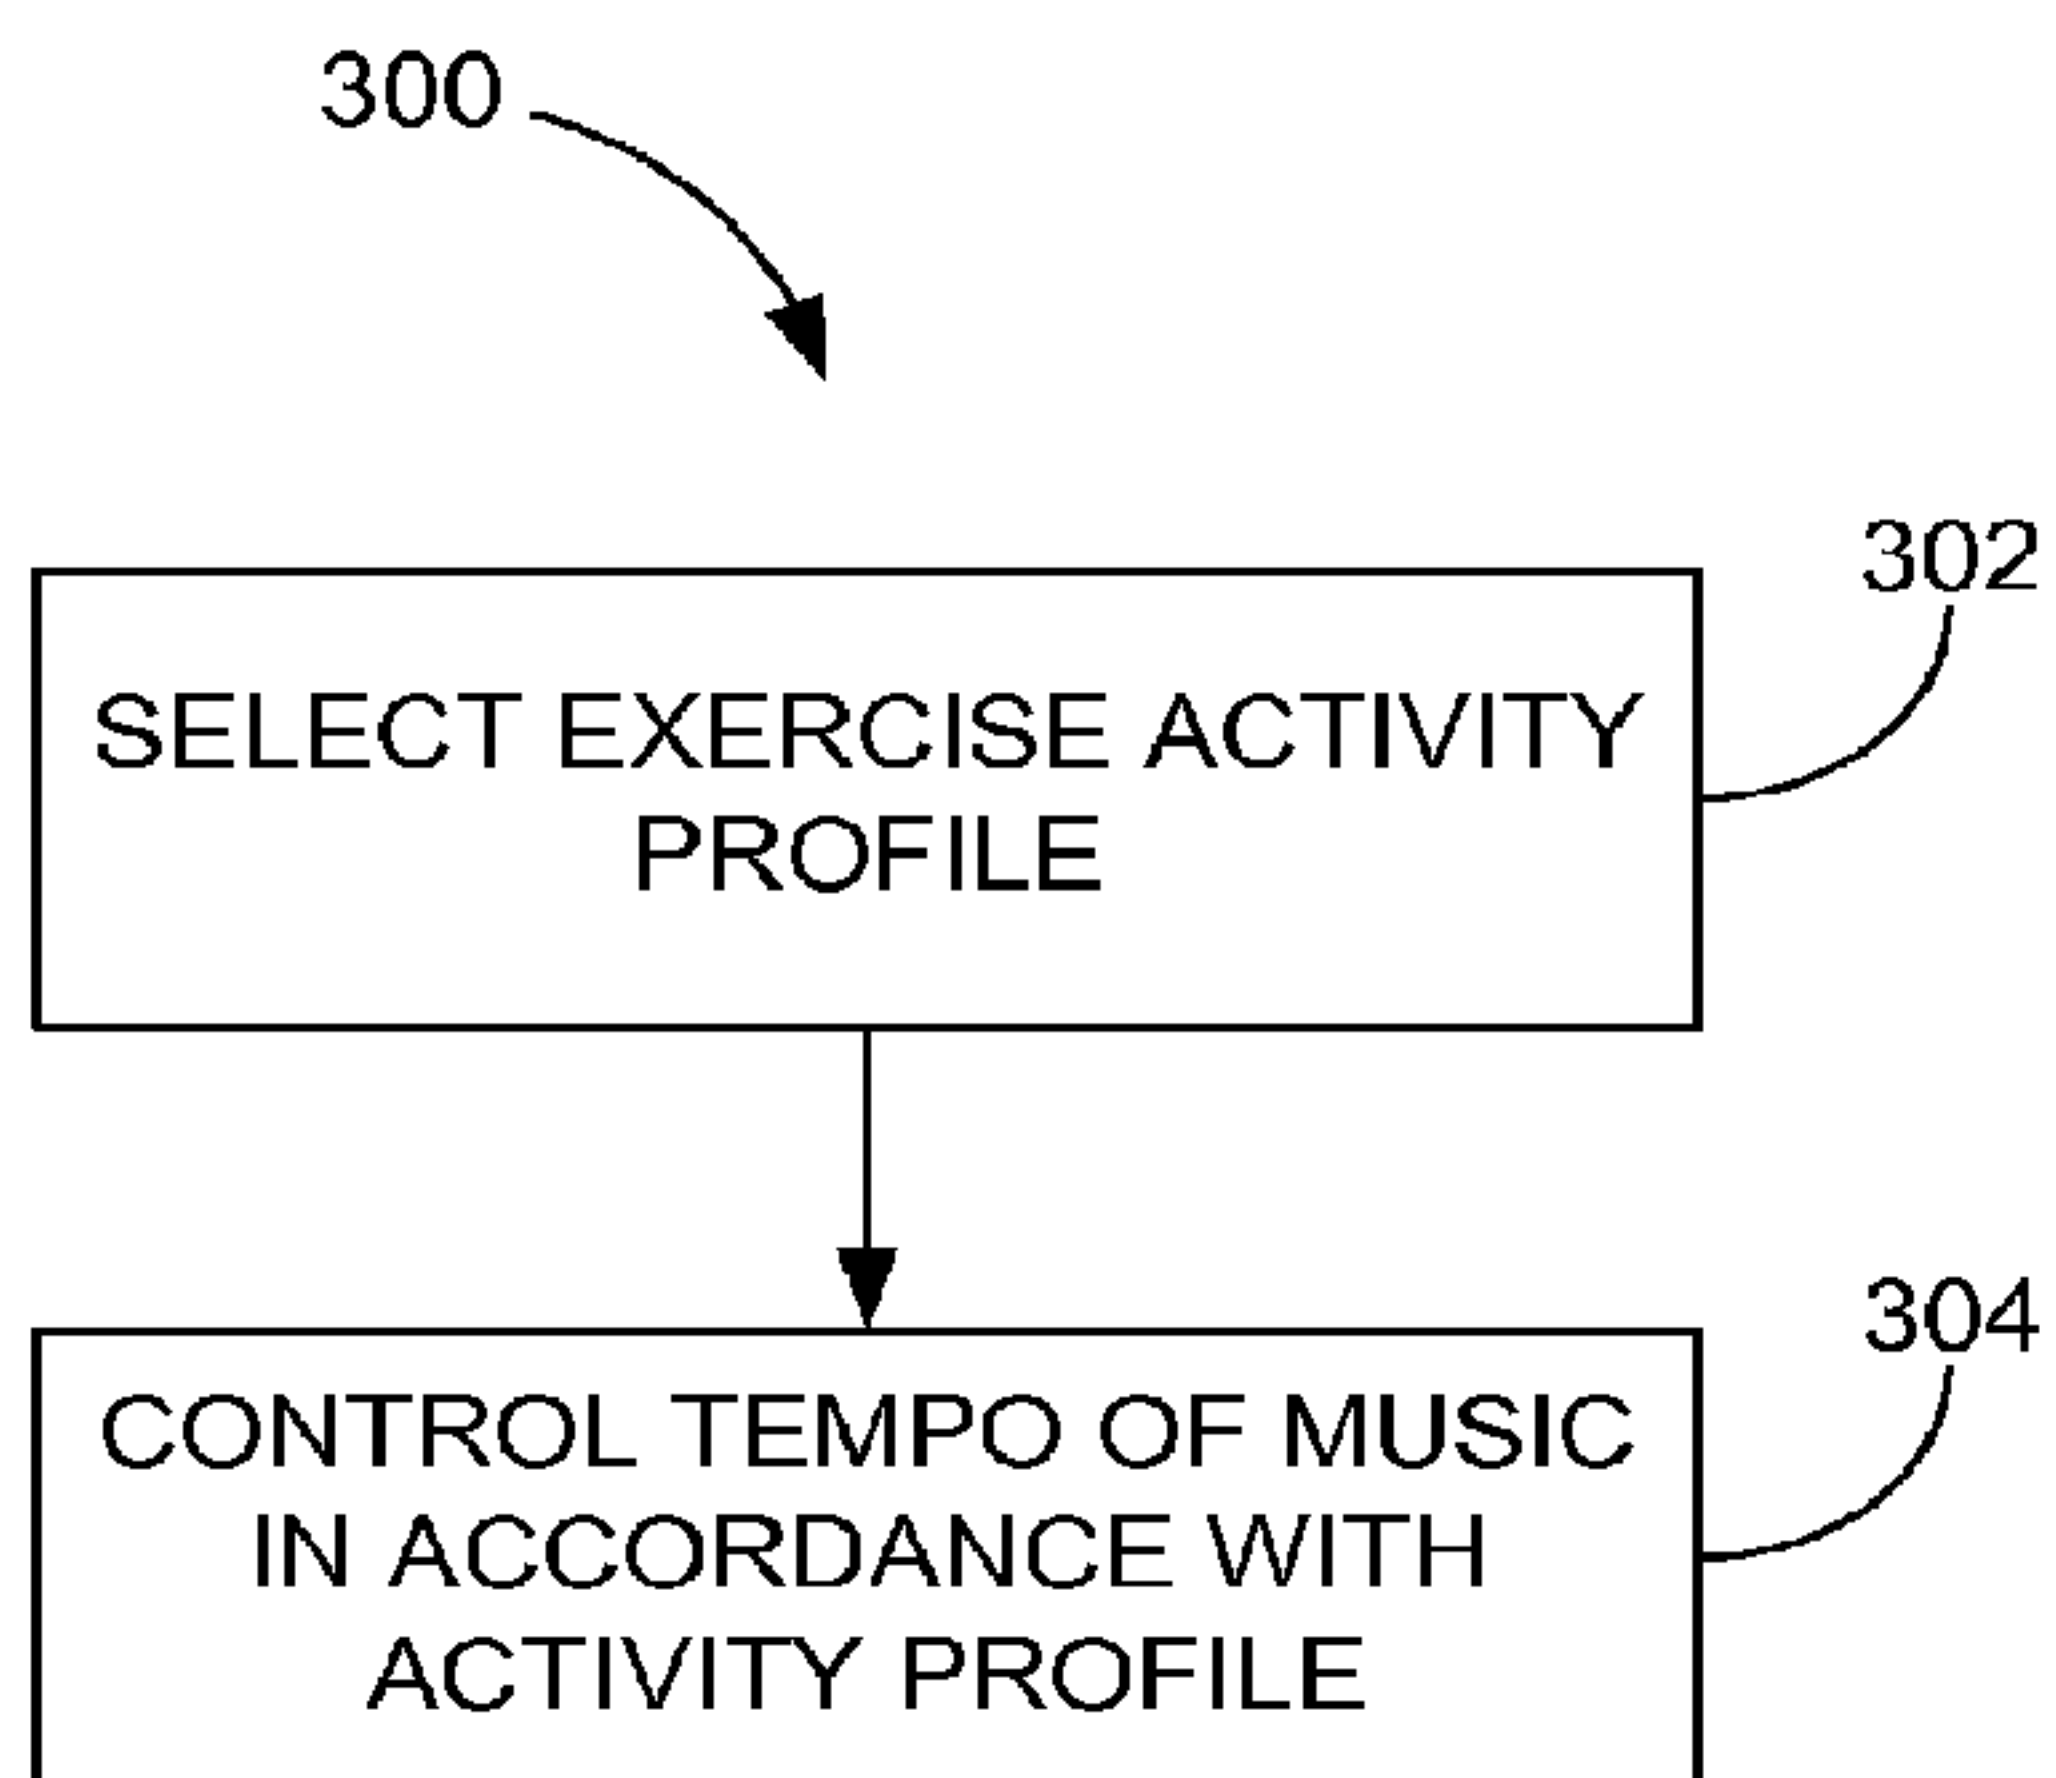 300
302
SELECT EXERCISE ACTIVITY
PROFILE
304
CONTROL TEMPO OF MUSIC
IN ACCORDANCE WITH
ACTIVITY PROFILE